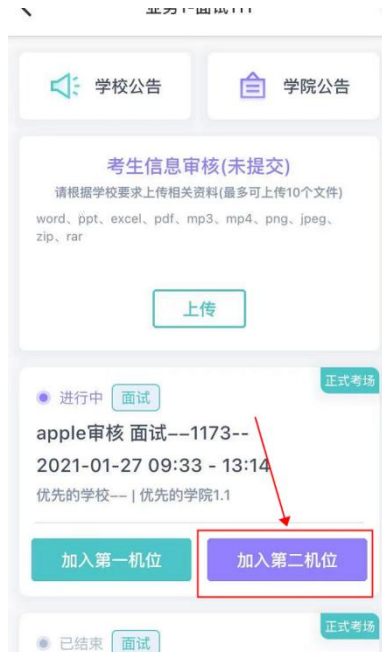 学校公告
学院公告
考生信息审核(未提交)
请根据学校要求上传相关资料(最多可上传10个文件)
word、ppt、excel、pdf、mp3、mp4、png、jpeg、
zip、rar
上传
正式考场
进行中 面试
apple审核 面试––1173--
2021-01-27 09:33 - 13:14
优先的学校–– | 优先的学院1.1
加入第一机位
加入第二机位
正式考场
已结束 面试